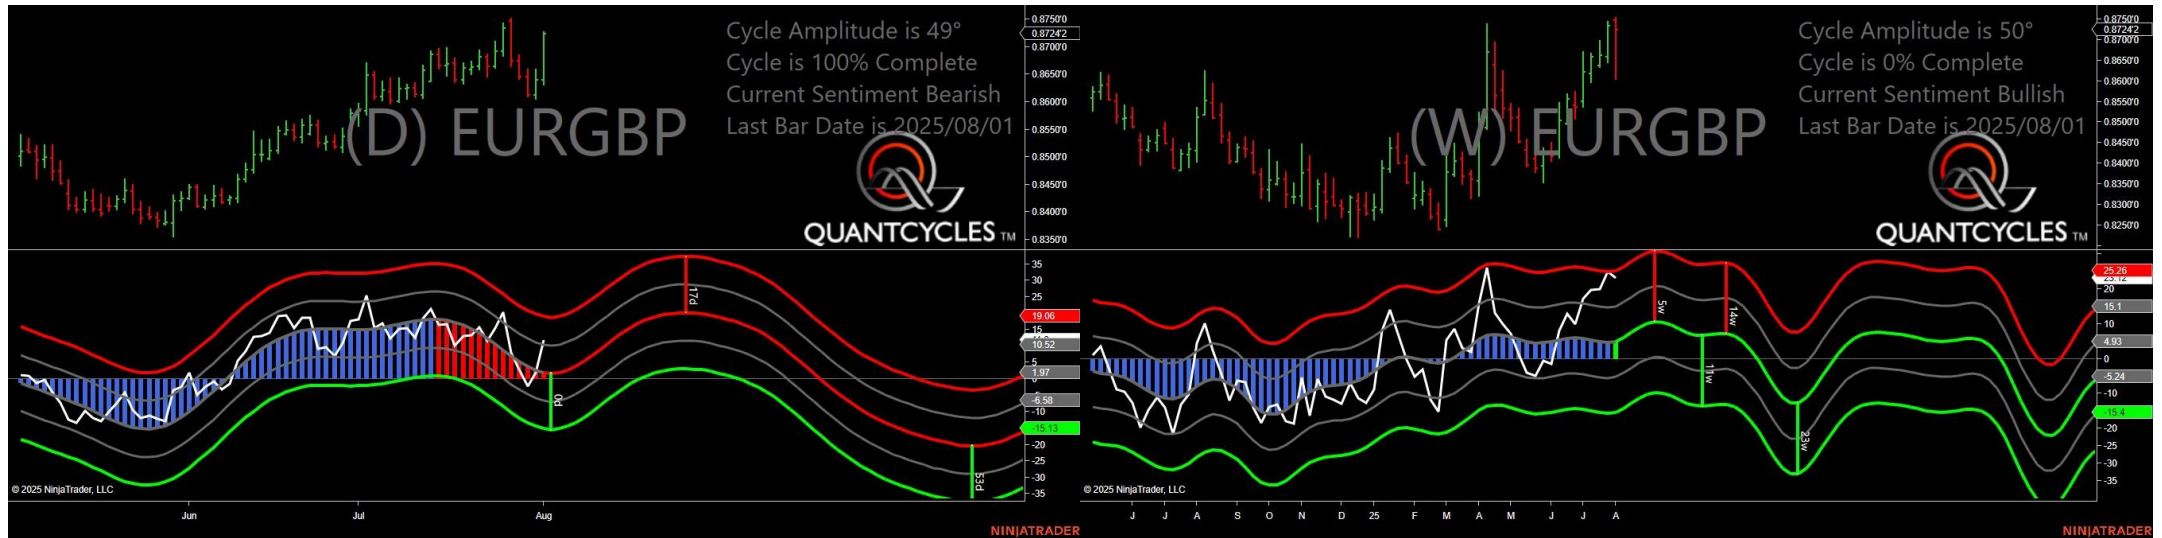 Cycle Amplitude is 49°
Cycle is 100% Complete
Current Sentiment Bearish
Last Bar Date is 2025/08/01
(D) EURGBP
QUANTCYCLES TM
0.8750'0
0.8724'2
0.8700'0
0.8650'0
0.8600'0
0.8550'0
0.8500'0
0.8450'0
0.8400'0
0.8350'0
35
30
25
19.06
15
10.52
5
1.97
0
-6.58
-10
-15.13
-20
-25
-30
-35
17d
0d
53d
© 2025 NinjaTrader, LLC
Jun
Jul
Aug
NINJATRADER
Cycle Amplitude is 50°
Cycle is 0% Complete
Current Sentiment Bullish
Last Bar Date is 2025/08/01
(W) EURGBP
QUANTCYCLES TM
0.8750'0
0.8724'2
0.8700'0
0.8650'0
0.8600'0
0.8550'0
0.8500'0
0.8450'0
0.8400'0
0.8350'0
0.8300'0
0.8250'0
25.26
20
15.1
10
4.93
0
-5.24
-10
-15.4
-20
-25
-30
-35
5w
14w
11w
23w
© 2025 NinjaTrader, LLC
J
J
A
S
O
N
D
25
F
M
A
M
J
J
A
NINJATRADER